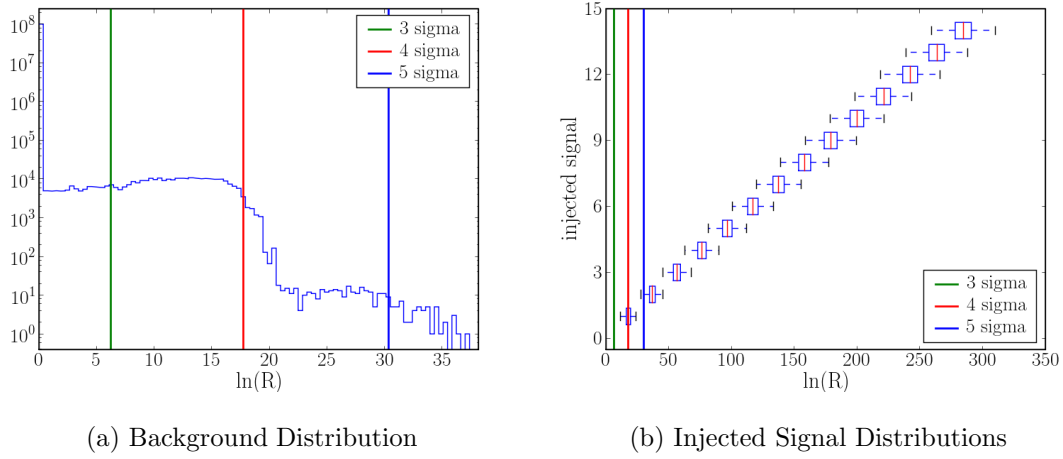 10^8
10^7
10^6
10^5
10^4
10^3
10^2
10^1
10^0
0 5 10 15 20 25 30 35
ln(R)
3 sigma
4 sigma
5 sigma
(a) Background Distribution
injected signal
15
12
9
6
3
0
0 50 100 150 200 250 300 350
ln(R)
3 sigma
4 sigma
5 sigma
(b) Injected Signal Distributions